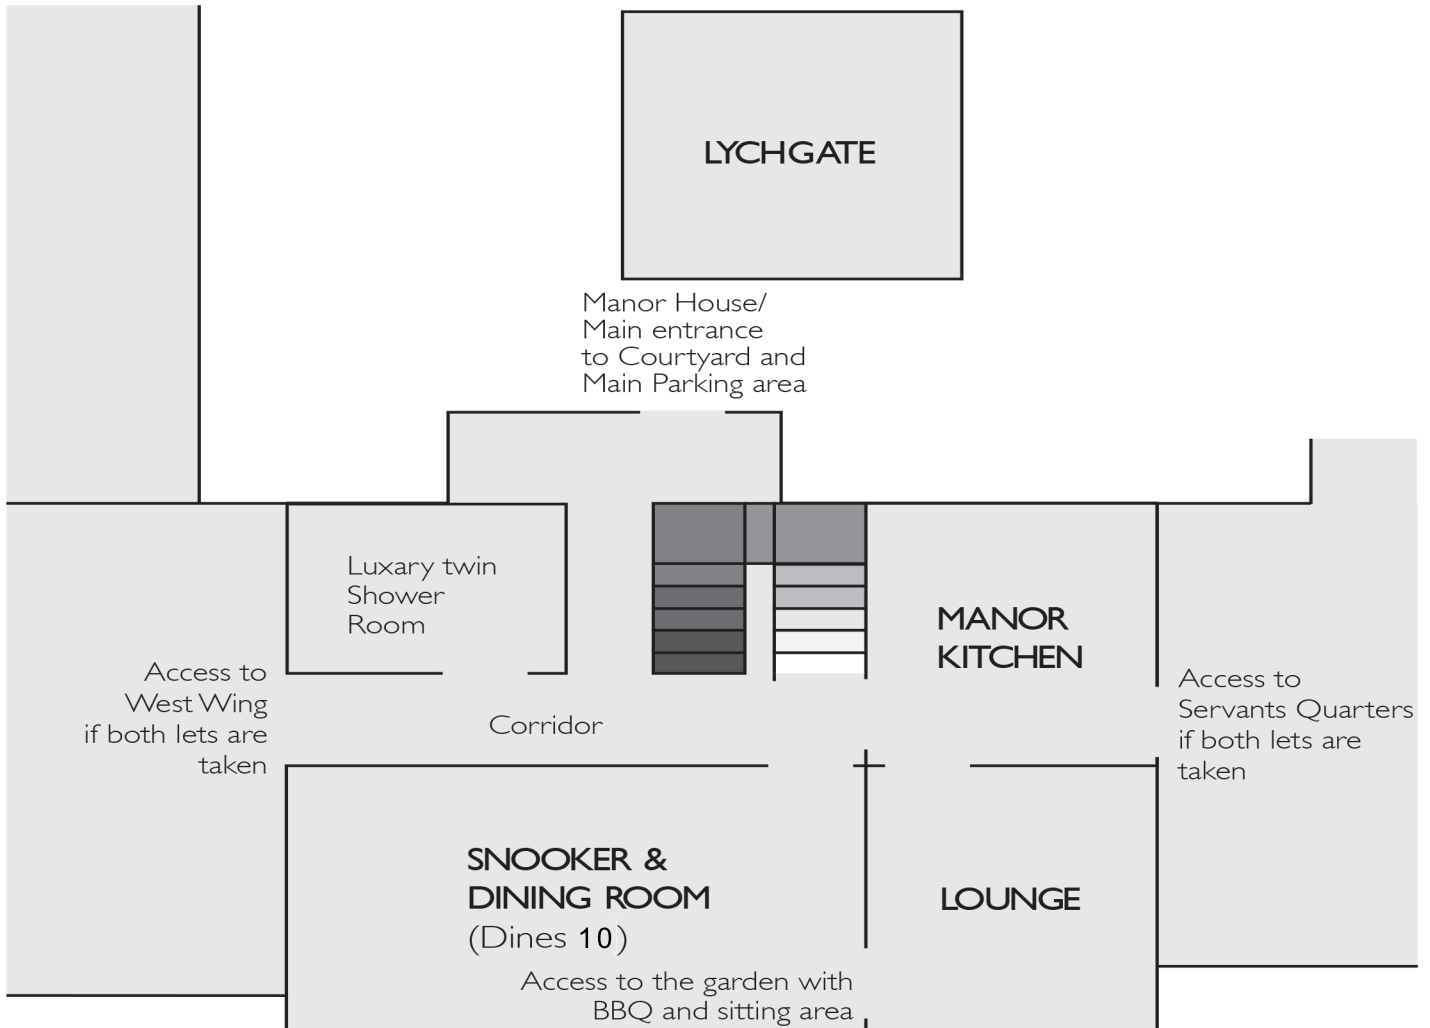 LYCHGATE
Manor House/
Main entrance
to Courtyard and
Main Parking area
Luxary twin
Shower
Room
MANOR
KITCHEN
Access to
West Wing
if both lets are
taken
Access to
Servants Quarters
if both lets are
taken
Corridor
SNOOKER &
DINING ROOM
(Dines 10)
LOUNGE
Access to the garden with
BBQ and sitting area